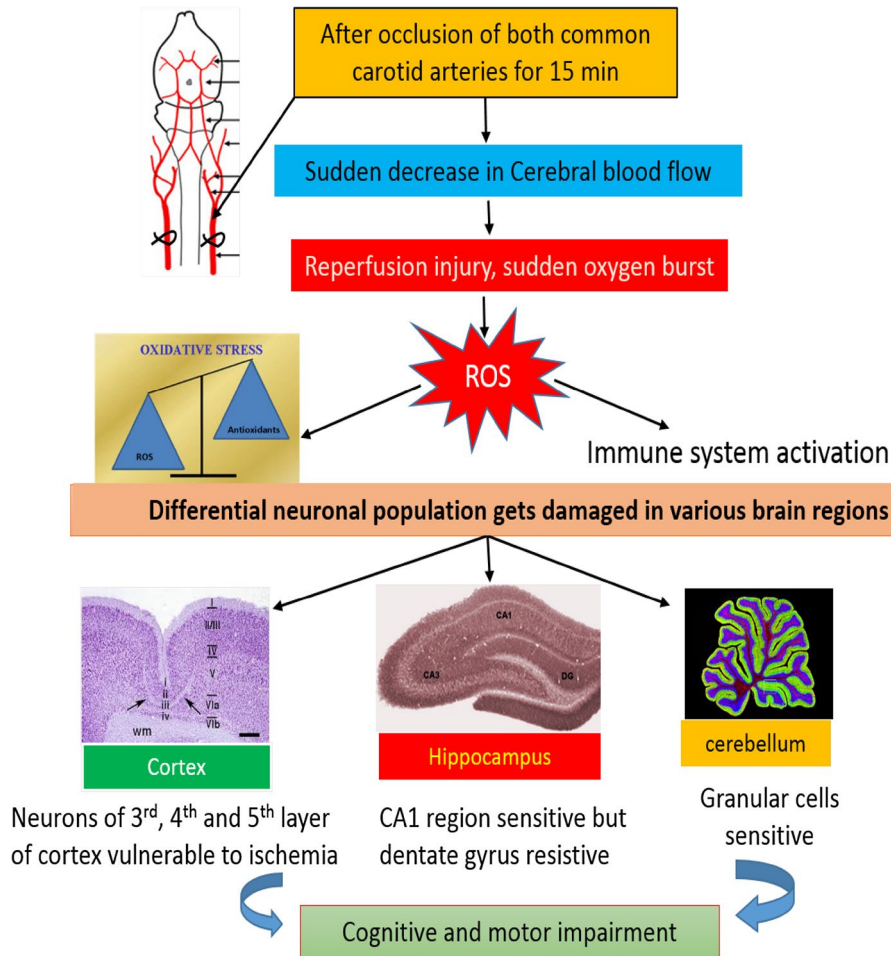 After occlusion of both common
carotid arteries for 15 min
Sudden decrease in Cerebral blood flow
Reperfusion injury, sudden oxygen burst
OXIDATIVE STRESS
ROS
Antioxidants
ROS
Immune system activation
Differential neuronal population gets damaged in various brain regions
I
II/III
IV
V
VIa
VIb
i
ii
iii
iv
wm
CA1
CA3
DG
Cortex
Hippocampus
cerebellum
Neurons of 3rd, 4th and 5th layer
of cortex vulnerable to ischemia
CA1 region sensitive but
dentate gyrus resistive
Granular cells
sensitive
Cognitive and motor impairment